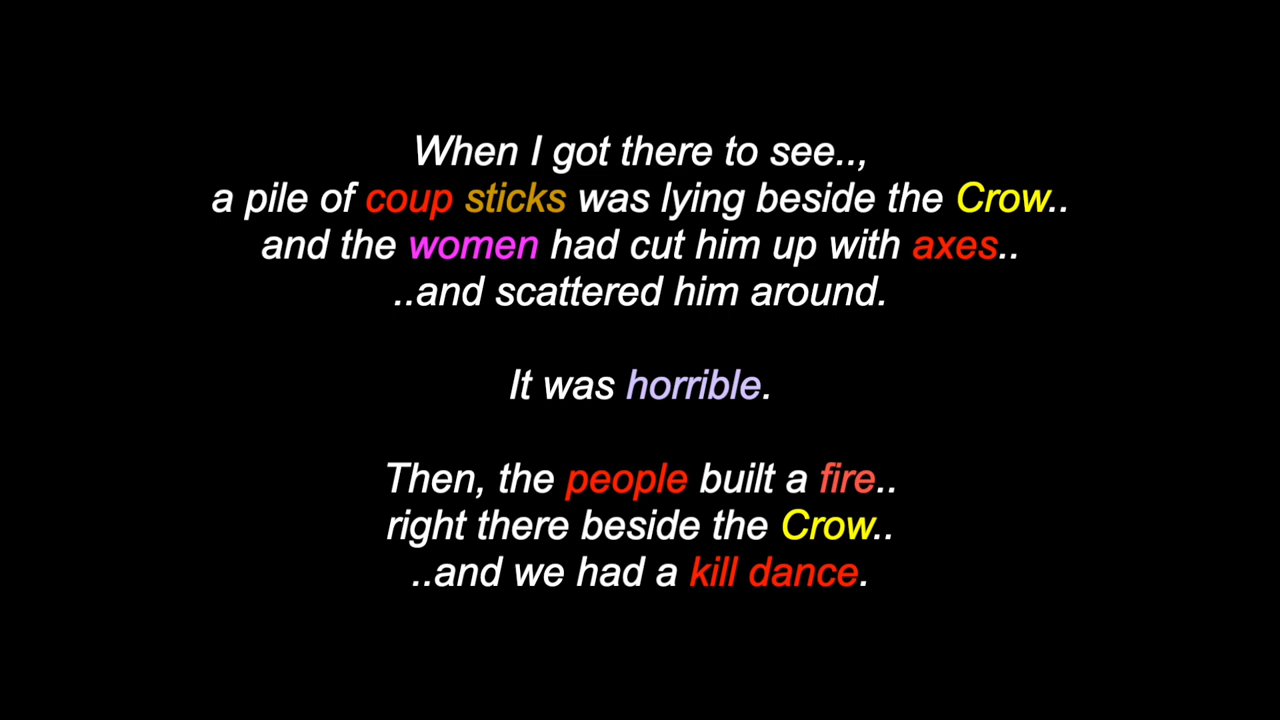 When I got there to see..,
a pile of coup sticks was lying beside the Crow..
and the women had cut him up with axes..
..and scattered him around.
It was horrible.
Then, the people built a fire..
right there beside the Crow..
..and we had a kill dance.